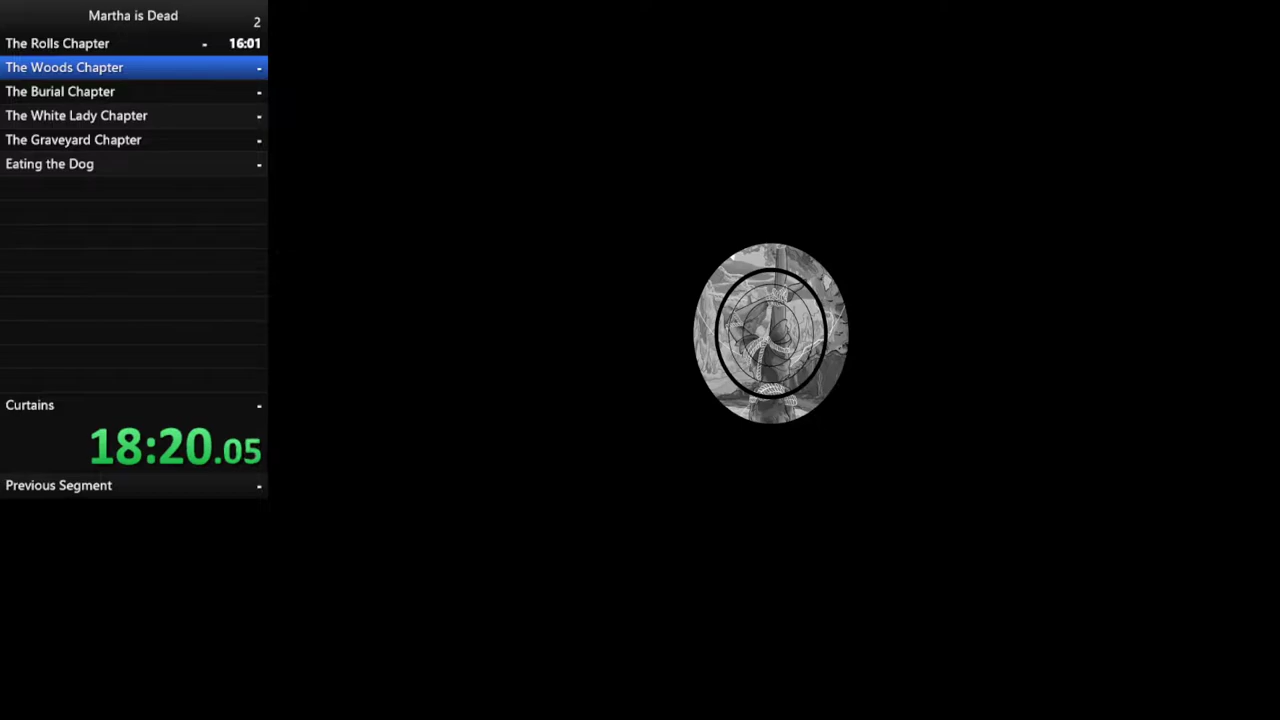 Martha is Dead
2
The Rolls Chapter - 16:01
The Woods Chapter -
The Burial Chapter -
The White Lady Chapter -
The Graveyard Chapter -
Eating the Dog -
Curtains -
18:20.05
Previous Segment -